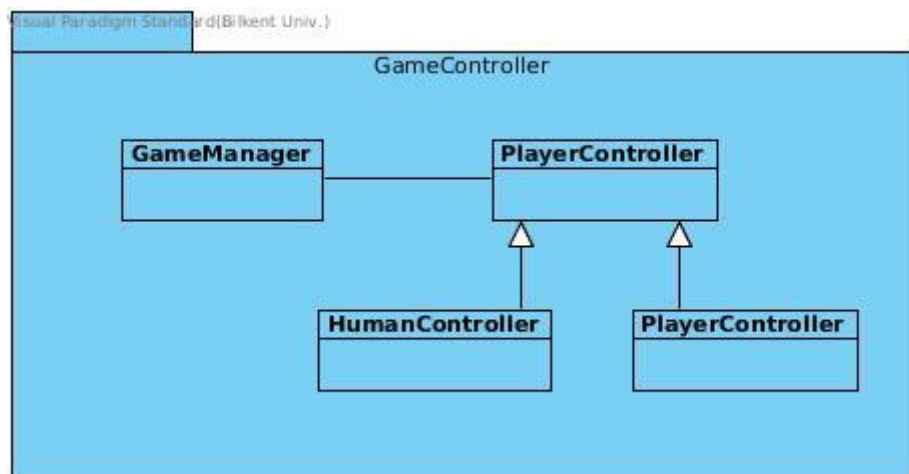 Visual Paradigm Standard(Bilkent Univ.)
GameController
GameManager
PlayerController
HumanController
PlayerController